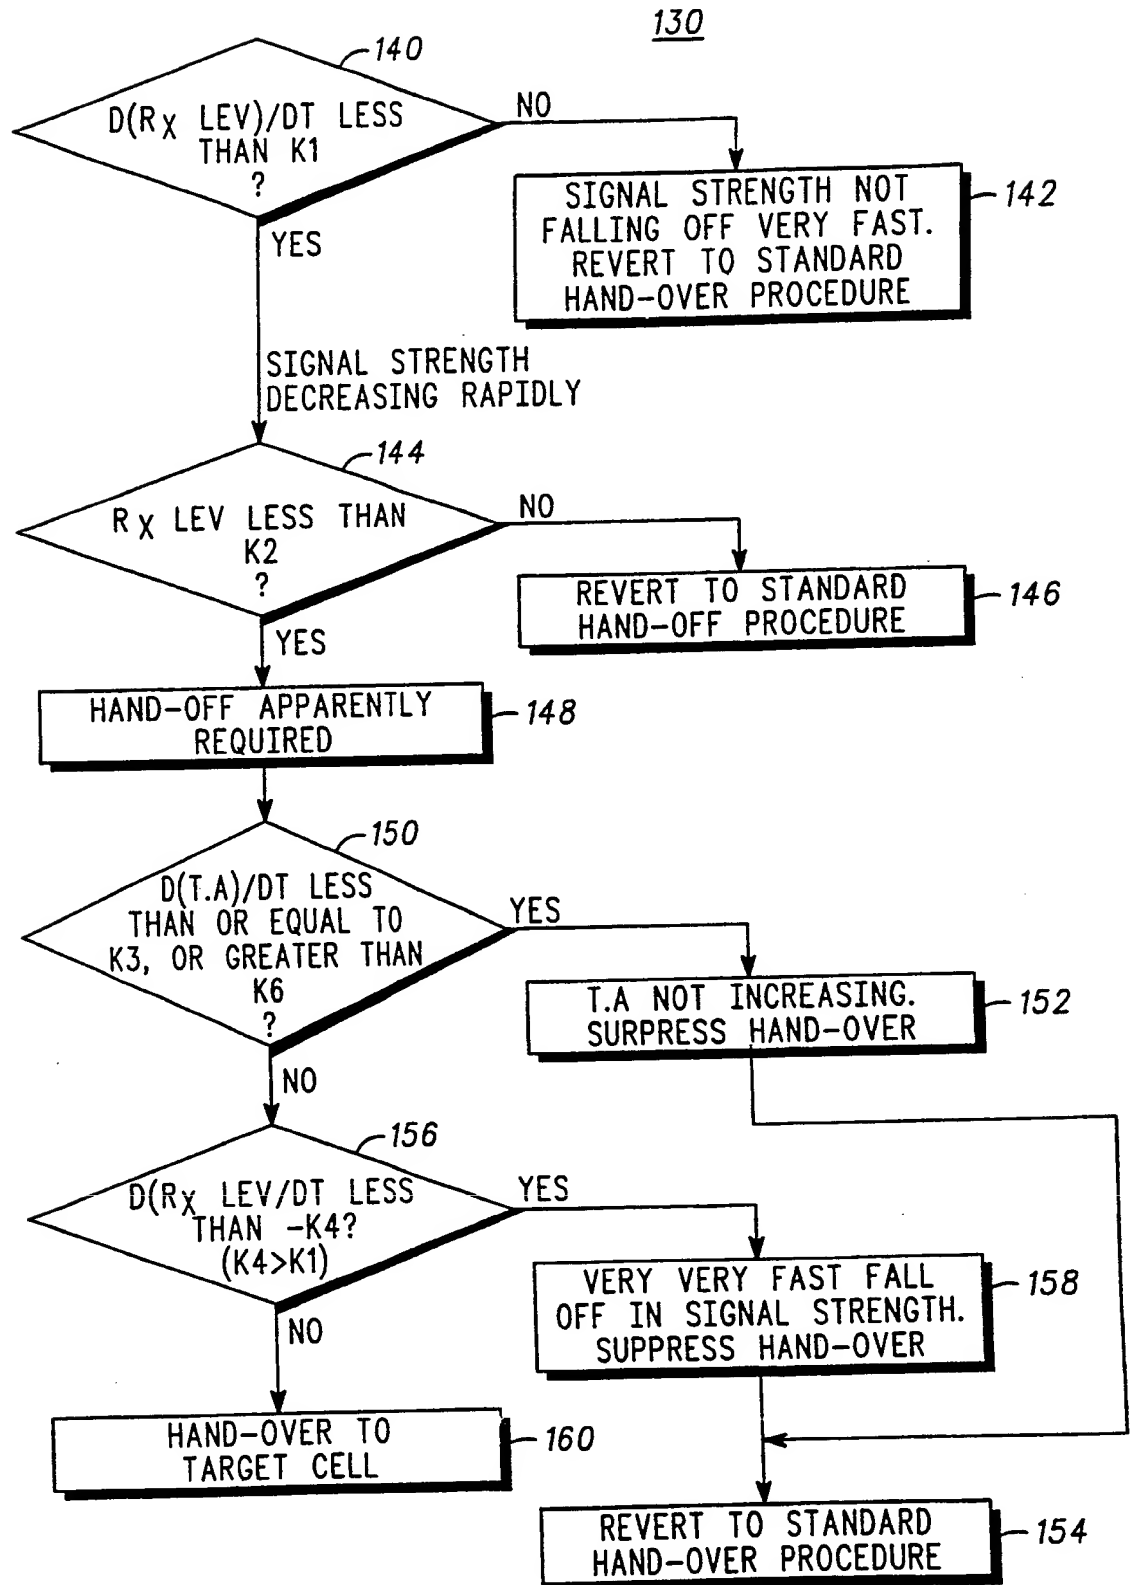 130
140
D(RX LEV)/DT LESS
THAN K1
?
NO
YES
SIGNAL STRENGTH NOT
FALLING OFF VERY FAST.
REVERT TO STANDARD
HAND-OVER PROCEDURE
142
SIGNAL STRENGTH
DECREASING RAPIDLY
144
RX LEV LESS THAN
K2
?
NO
YES
REVERT TO STANDARD
HAND-OFF PROCEDURE
146
HAND-OFF APPARENTLY
REQUIRED
148
150
D(T.A)/DT LESS
THAN OR EQUAL TO
K3, OR GREATER THAN
K6
?
YES
NO
T.A NOT INCREASING.
SURPRESS HAND-OVER
152
156
D(RX LEV/DT LESS
THAN -K4?
(K4>K1)
YES
NO
VERY VERY FAST FALL
OFF IN SIGNAL STRENGTH.
SUPPRESS HAND-OVER
158
HAND-OVER TO
TARGET CELL
160
REVERT TO STANDARD
HAND-OVER PROCEDURE
154